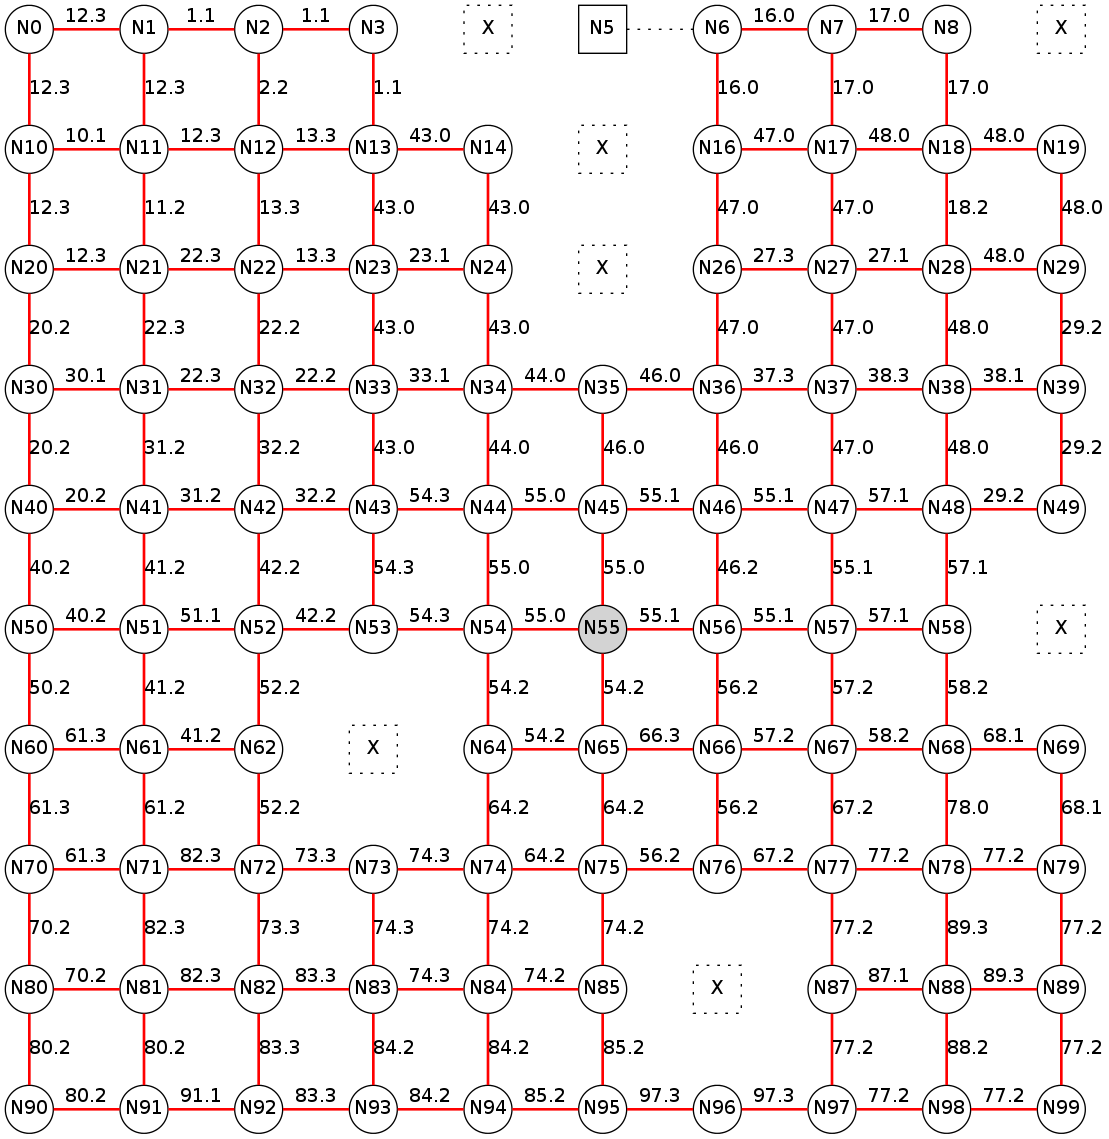 N0 12.3 N1 1.1 N2 1.1 N3 X N5 N6 16.0 N7 17.0 N8 X
12.3 12.3 2.2 1.1 16.0 17.0 17.0
N10 10.1 N11 12.3 N12 13.3 N13 43.0 N14 X N16 47.0 N17 48.0 N18 48.0 N19
12.3 11.2 13.3 43.0 43.0 47.0 47.0 18.2 48.0
N20 12.3 N21 22.3 N22 13.3 N23 23.1 N24 X N26 27.3 N27 27.1 N28 48.0 N29
20.2 22.3 22.2 43.0 43.0 47.0 47.0 48.0 29.2
N30 30.1 N31 22.3 N32 22.2 N33 33.1 N34 44.0 N35 46.0 N36 37.3 N37 38.3 N38 38.1 N39
20.2 31.2 32.2 43.0 44.0 46.0 46.0 47.0 48.0 29.2
N40 20.2 N41 31.2 N42 32.2 N43 54.3 N44 55.0 N45 55.1 N46 55.1 N47 57.1 N48 29.2 N49
40.2 41.2 42.2 54.3 55.0 55.0 46.2 55.1 57.1
N50 40.2 N51 51.1 N52 42.2 N53 54.3 N54 55.0 N55 55.1 N56 55.1 N57 57.1 N58 X
50.2 41.2 52.2 54.2 54.2 56.2 57.2 58.2
N60 61.3 N61 41.2 N62 X N64 54.2 N65 66.3 N66 57.2 N67 58.2 N68 68.1 N69
61.3 61.2 52.2 64.2 64.2 56.2 67.2 78.0 68.1
N70 61.3 N71 82.3 N72 73.3 N73 74.3 N74 64.2 N75 56.2 N76 67.2 N77 77.2 N78 77.2 N79
70.2 82.3 73.3 74.3 74.2 74.2 77.2 89.3 77.2
N80 70.2 N81 82.3 N82 83.3 N83 74.3 N84 74.2 N85 X N87 87.1 N88 89.3 N89
80.2 80.2 83.3 84.2 84.2 85.2 77.2 88.2 77.2
N90 80.2 N91 91.1 N92 83.3 N93 84.2 N94 85.2 N95 97.3 N96 97.3 N97 77.2 N98 77.2 N99